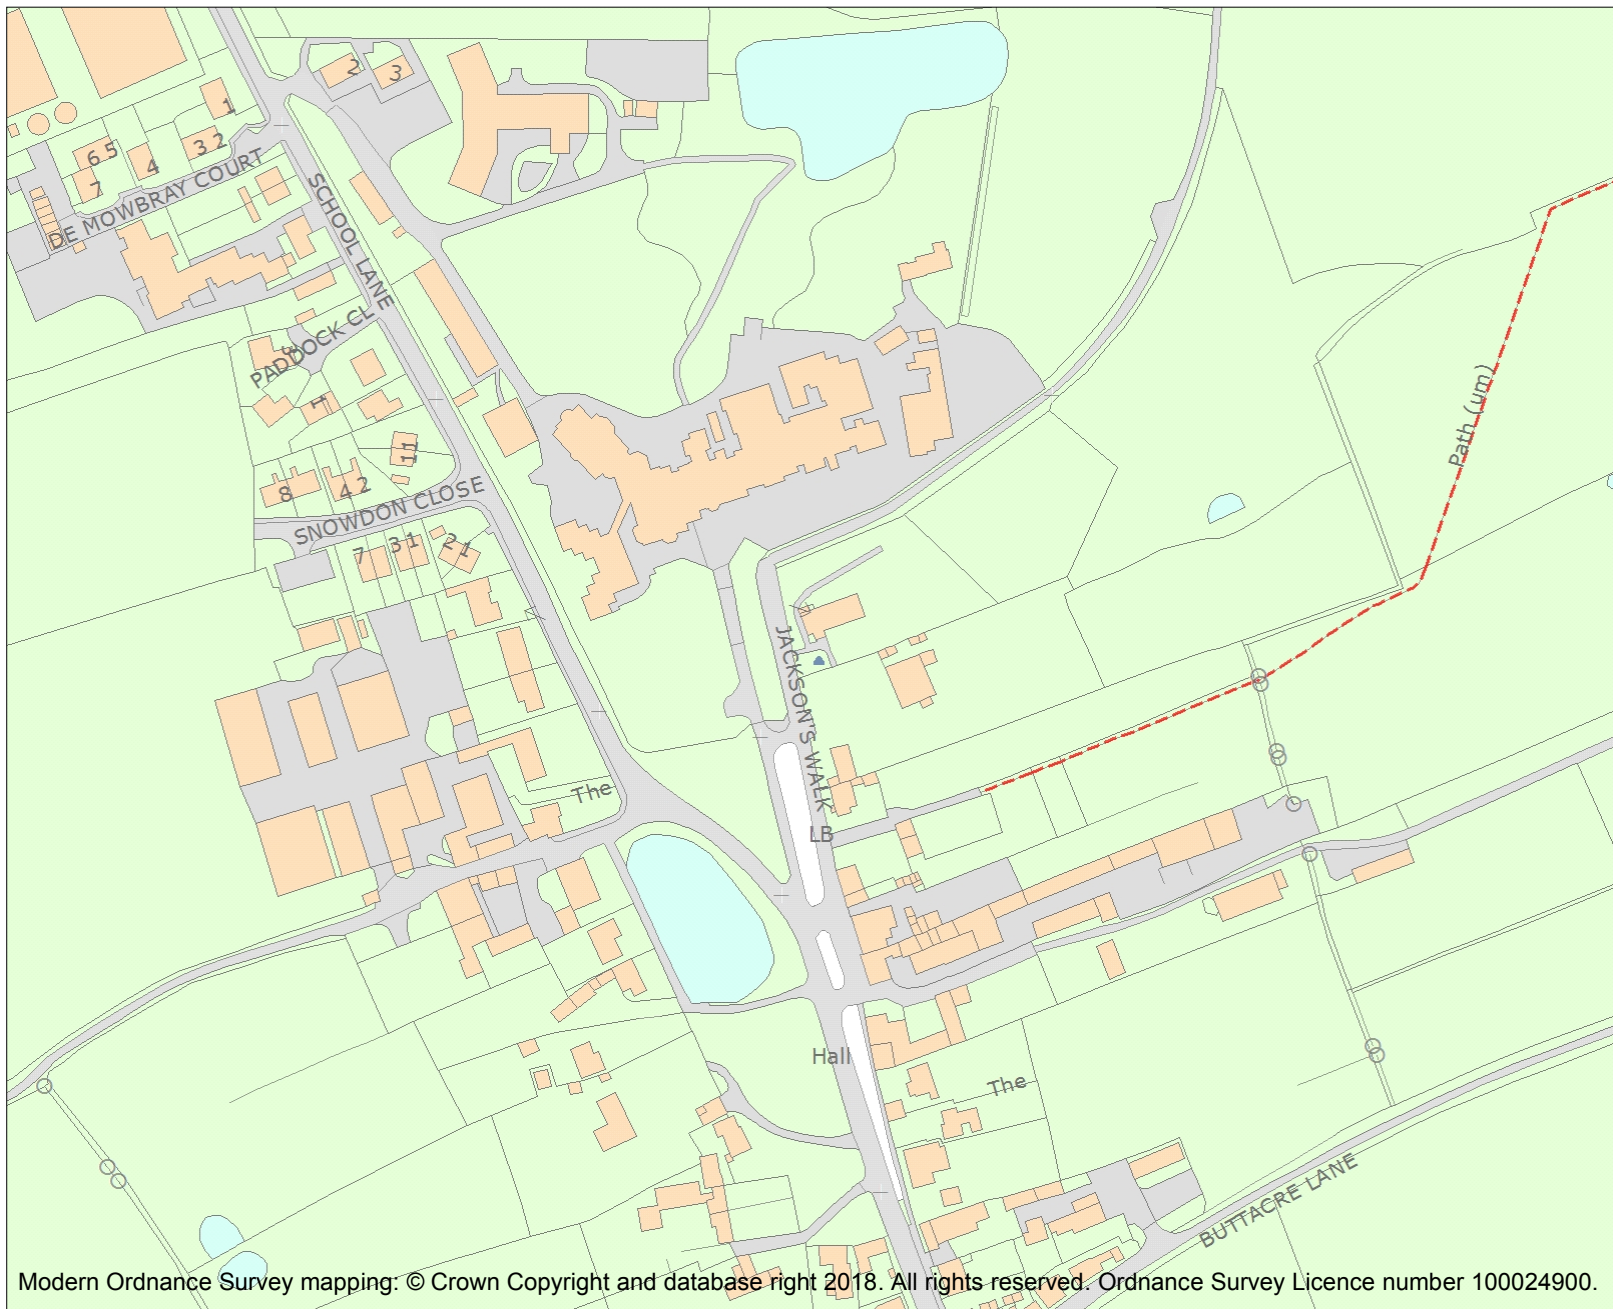 2
3
1
3 2
6 5
4
7
DE MOWBRAY COURT
SCHOOL LANE
PADDOCK CL
3
1
11
8
4 2
SNOWDON CLOSE
7
3 1
2 1
Path (um)
JACKSON'S WALK
The
LB
Hall
The
BUTTACRE LANE
Modern Ordnance Survey mapping: © Crown Copyright and database right 2018. All rights reserved. Ordnance Survey Licence number 100024900.